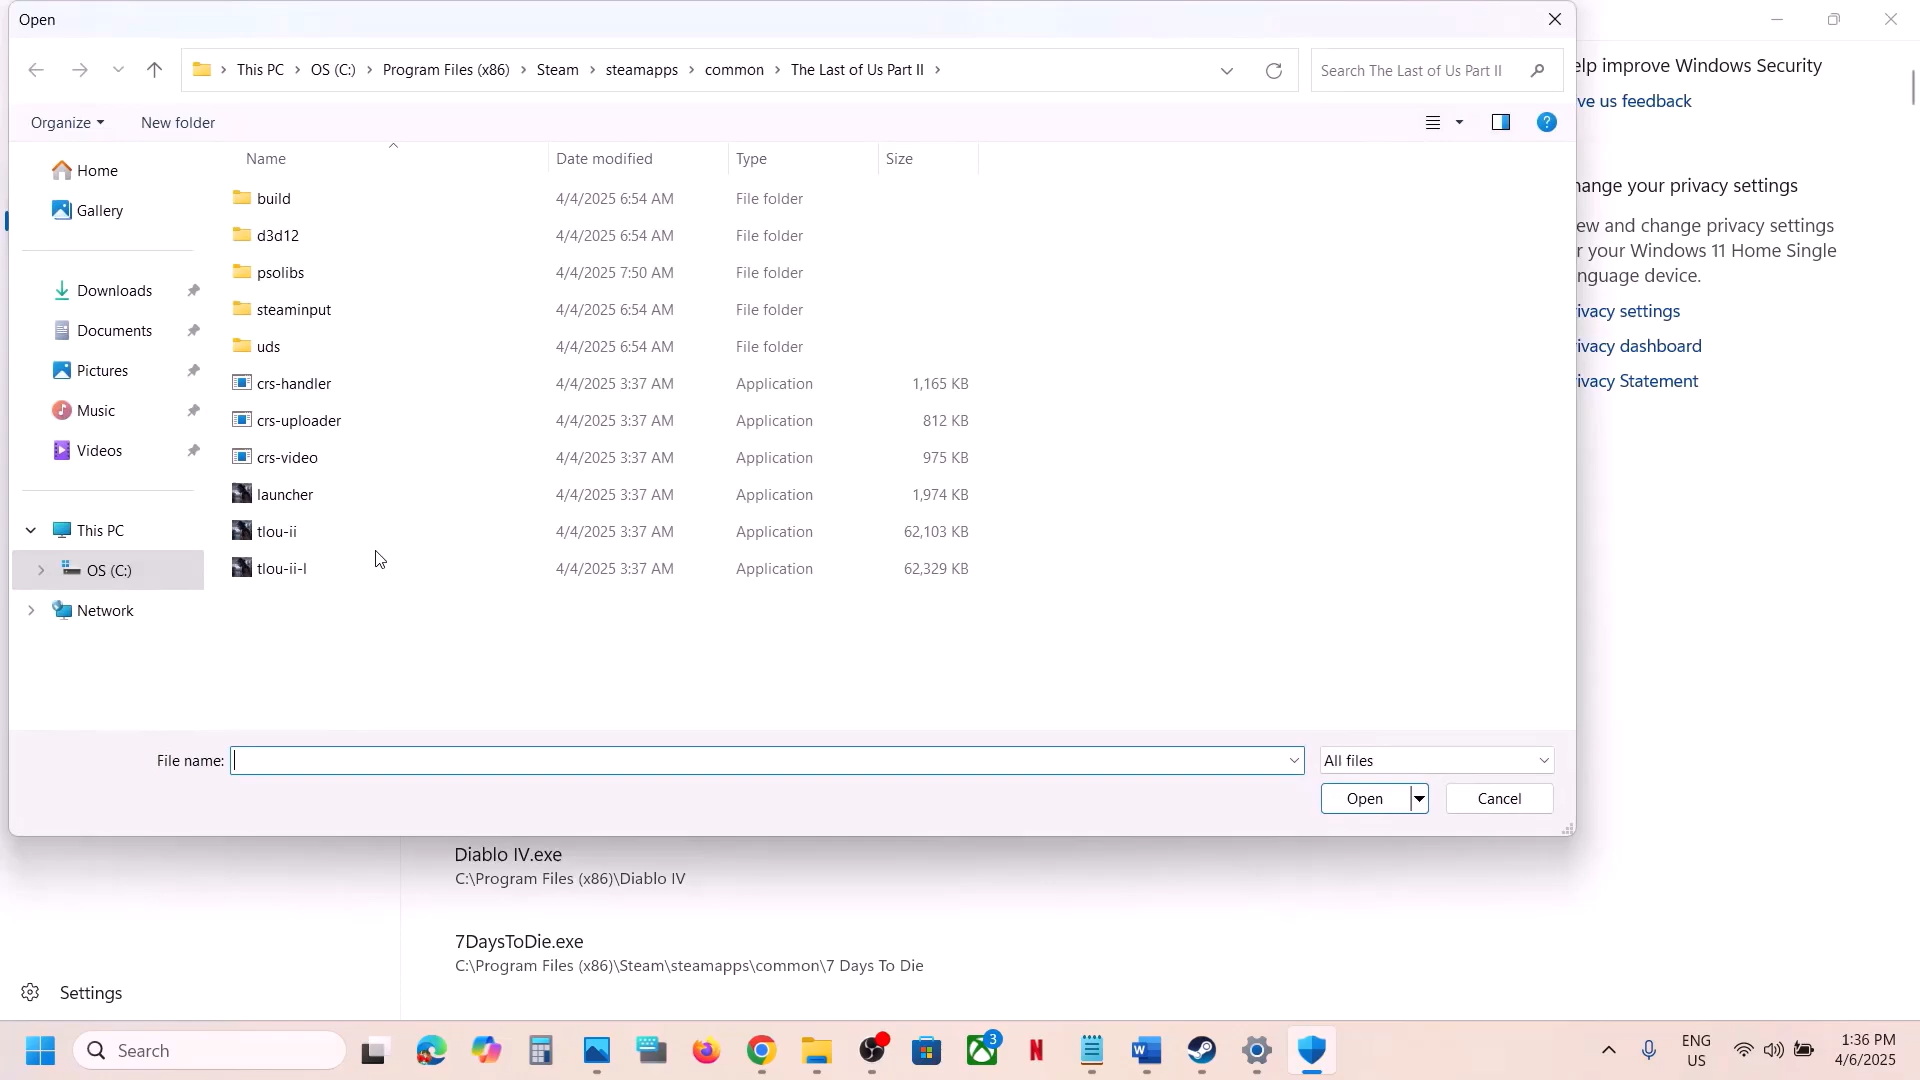 Open
This PC > OS (C:) > Program Files (x86) > Steam > steamapps > common > The Last of Us Part II >
Search The Last of Us Part II
Organize
New folder
Name
Date modified
Type
Size
Home
Gallery
Downloads
Documents
Pictures
Music
Videos
This PC
OS (C:)
Network
build 4/4/2025 6:54 AM File folder
d3d12 4/4/2025 6:54 AM File folder
psolibs 4/4/2025 7:50 AM File folder
steaminput 4/4/2025 6:54 AM File folder
uds 4/4/2025 6:54 AM File folder
crs-handler 4/4/2025 3:37 AM Application 1,165 KB
crs-uploader 4/4/2025 3:37 AM Application 812 KB
crs-video 4/4/2025 3:37 AM Application 975 KB
launcher 4/4/2025 3:37 AM Application 1,974 KB
tlou-ii 4/4/2025 3:37 AM Application 62,103 KB
tlou-ii-l 4/4/2025 3:37 AM Application 62,329 KB
File name:
All files
Open
Cancel
elp improve Windows Security
ve us feedback
hange your privacy settings
ew and change privacy settings
r your Windows 11 Home Single
nguage device.
ivacy settings
ivacy dashboard
ivacy Statement
Diablo IV.exe
C:\Program Files (x86)\Diablo IV
7DaysToDie.exe
C:\Program Files (x86)\Steam\steamapps\common\7 Days To Die
Settings
Search
3
ENG
US
1:36 PM
4/6/2025